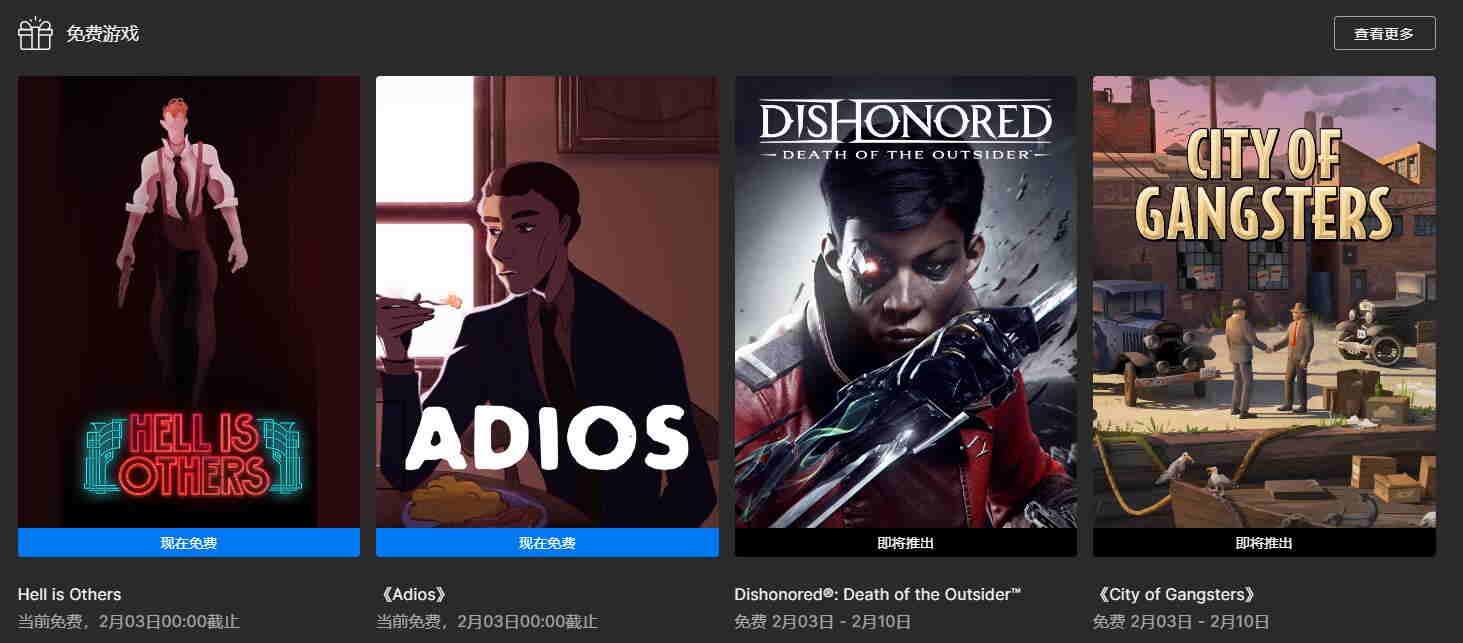 免费游戏
查看更多
HELL IS
OTHERS
现在免费
Hell is Others
当前免费，2月03日00:00截止
ADIOS
现在免费
《Adios》
当前免费，2月03日00:00截止
DISHONORED
DEATH OF THE OUTSIDER
即将推出
Dishonored®: Death of the Outsider™
免费 2月03日 - 2月10日
CITY OF
GANGSTERS
即将推出
《City of Gangsters》
免费 2月03日 - 2月10日